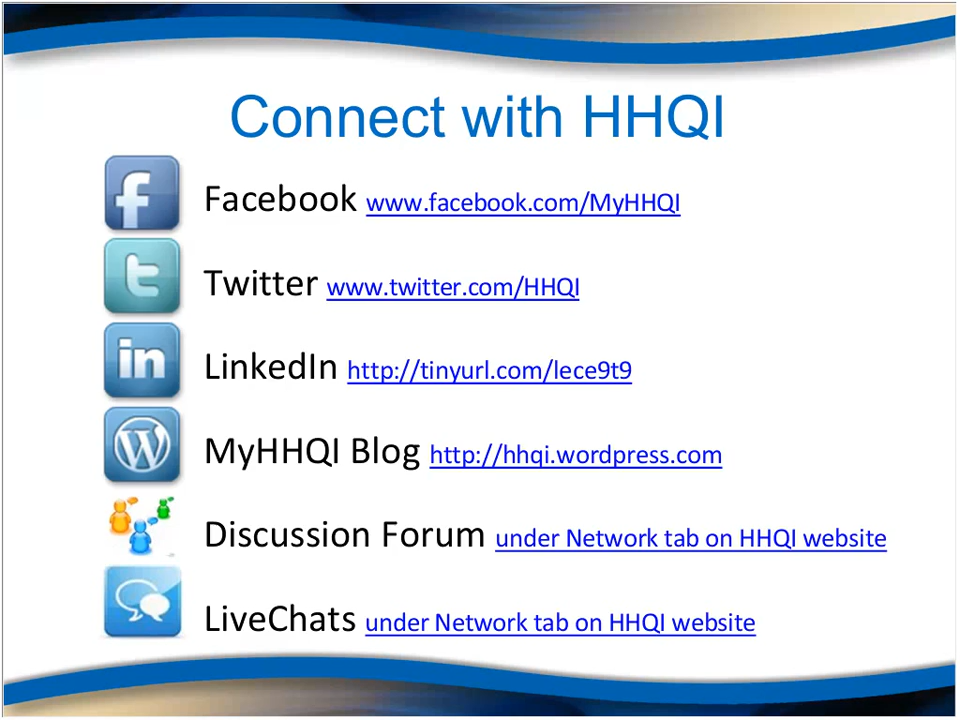 Connect with HHQI
f
Facebook www.facebook.com/MyHHQI
t
Twitter www.twitter.com/HHQI
in
LinkedIn http://tinyurl.com/lece9t9
W
MyHHQI Blog http://hhqi.wordpress.com
Discussion Forum under Network tab on HHQI website
LiveChats under Network tab on HHQI website